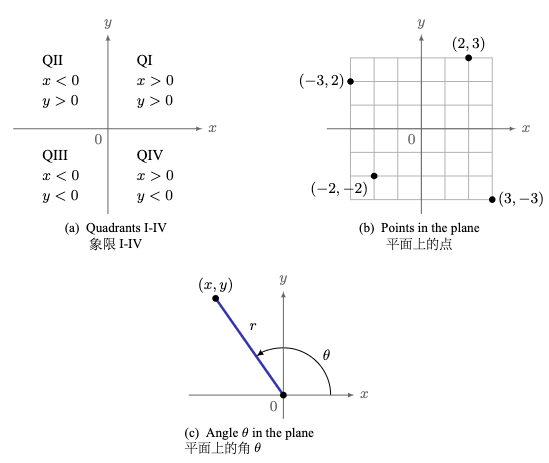 y
QII
x < 0
y > 0
QI
x > 0
y > 0
x
0
QIII
x < 0
y < 0
QIV
x > 0
y < 0
(a) Quadrants I-IV
象限 I-IV
y
(2, 3)
(−3, 2)
x
0
(−2, −2)
(3, −3)
(b) Points in the plane
平面上的点
y
(x, y)
r
θ
x
0
(c) Angle θ in the plane
平面上的角 θ